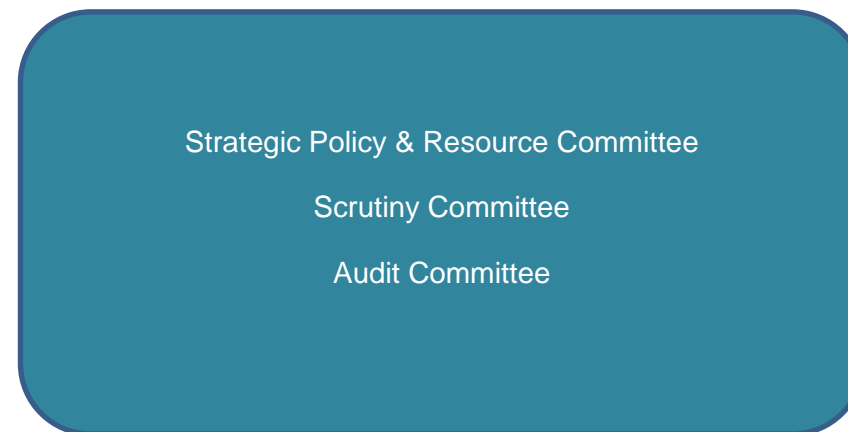 Strategic Policy & Resource Committee
Scrutiny Committee
Audit Committee